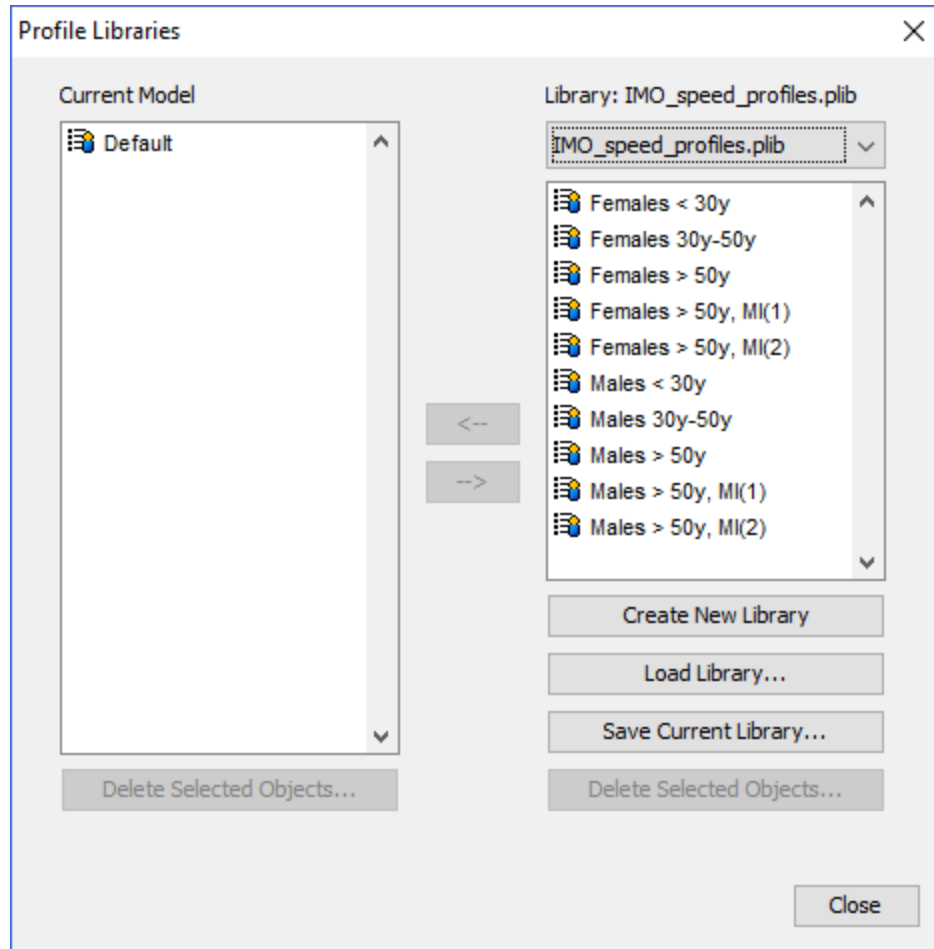 Profile Libraries
Current Model
Default
Library: IMO_speed_profiles.plib
IMO_speed_profiles.plib
Females < 30y
Females 30y-50y
Females > 50y
Females > 50y, MI(1)
Females > 50y, MI(2)
Males < 30y
Males 30y-50y
Males > 50y
Males > 50y, MI(1)
Males > 50y, MI(2)
<--
-->
Create New Library
Load Library...
Save Current Library...
Delete Selected Objects...
Delete Selected Objects...
Close